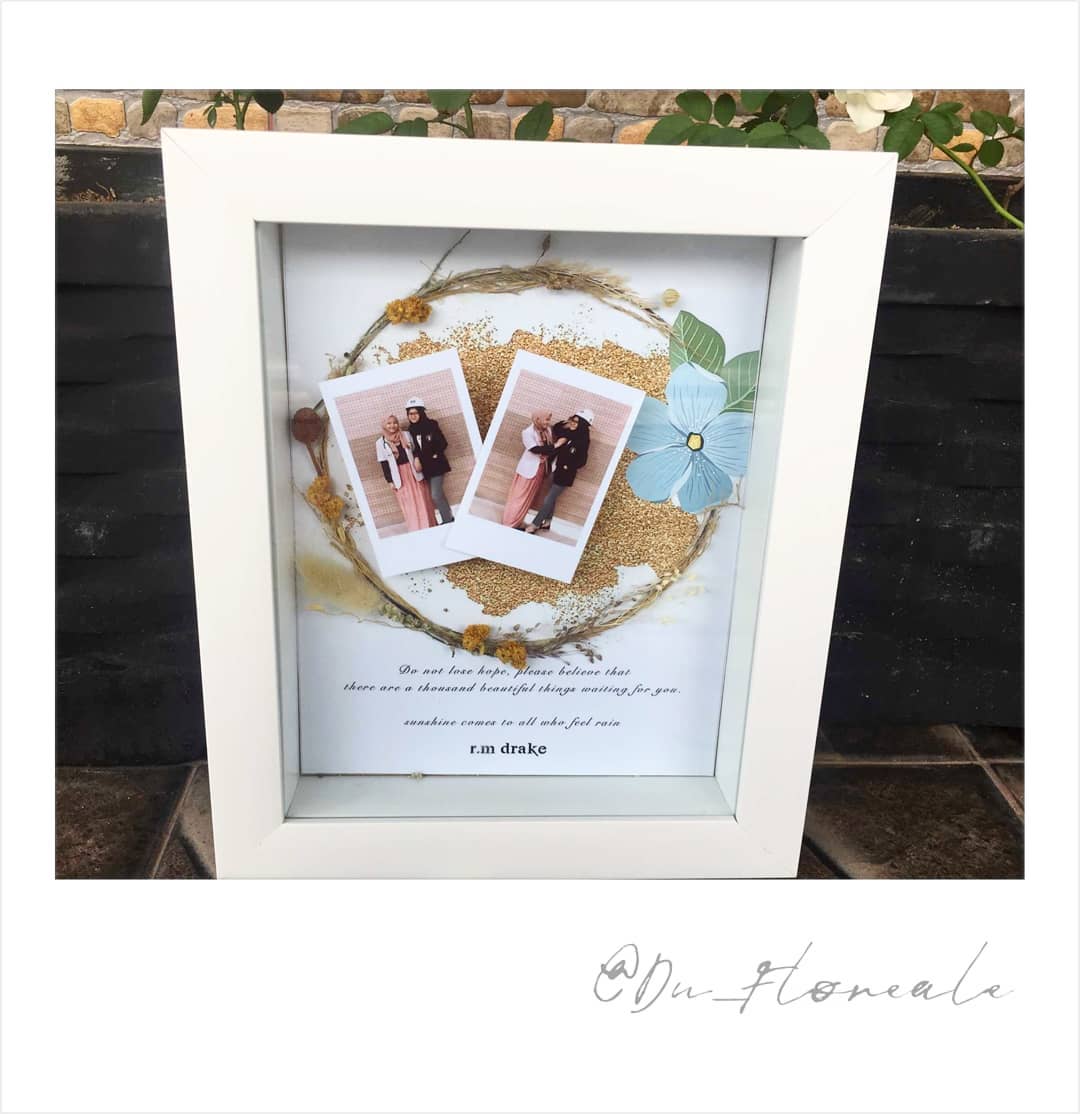 Do not lose hope, please believe that
there are a thousand beautiful things waiting for you.
sunshine comes to all who feel rain
r.m drake
@Du_Floreale